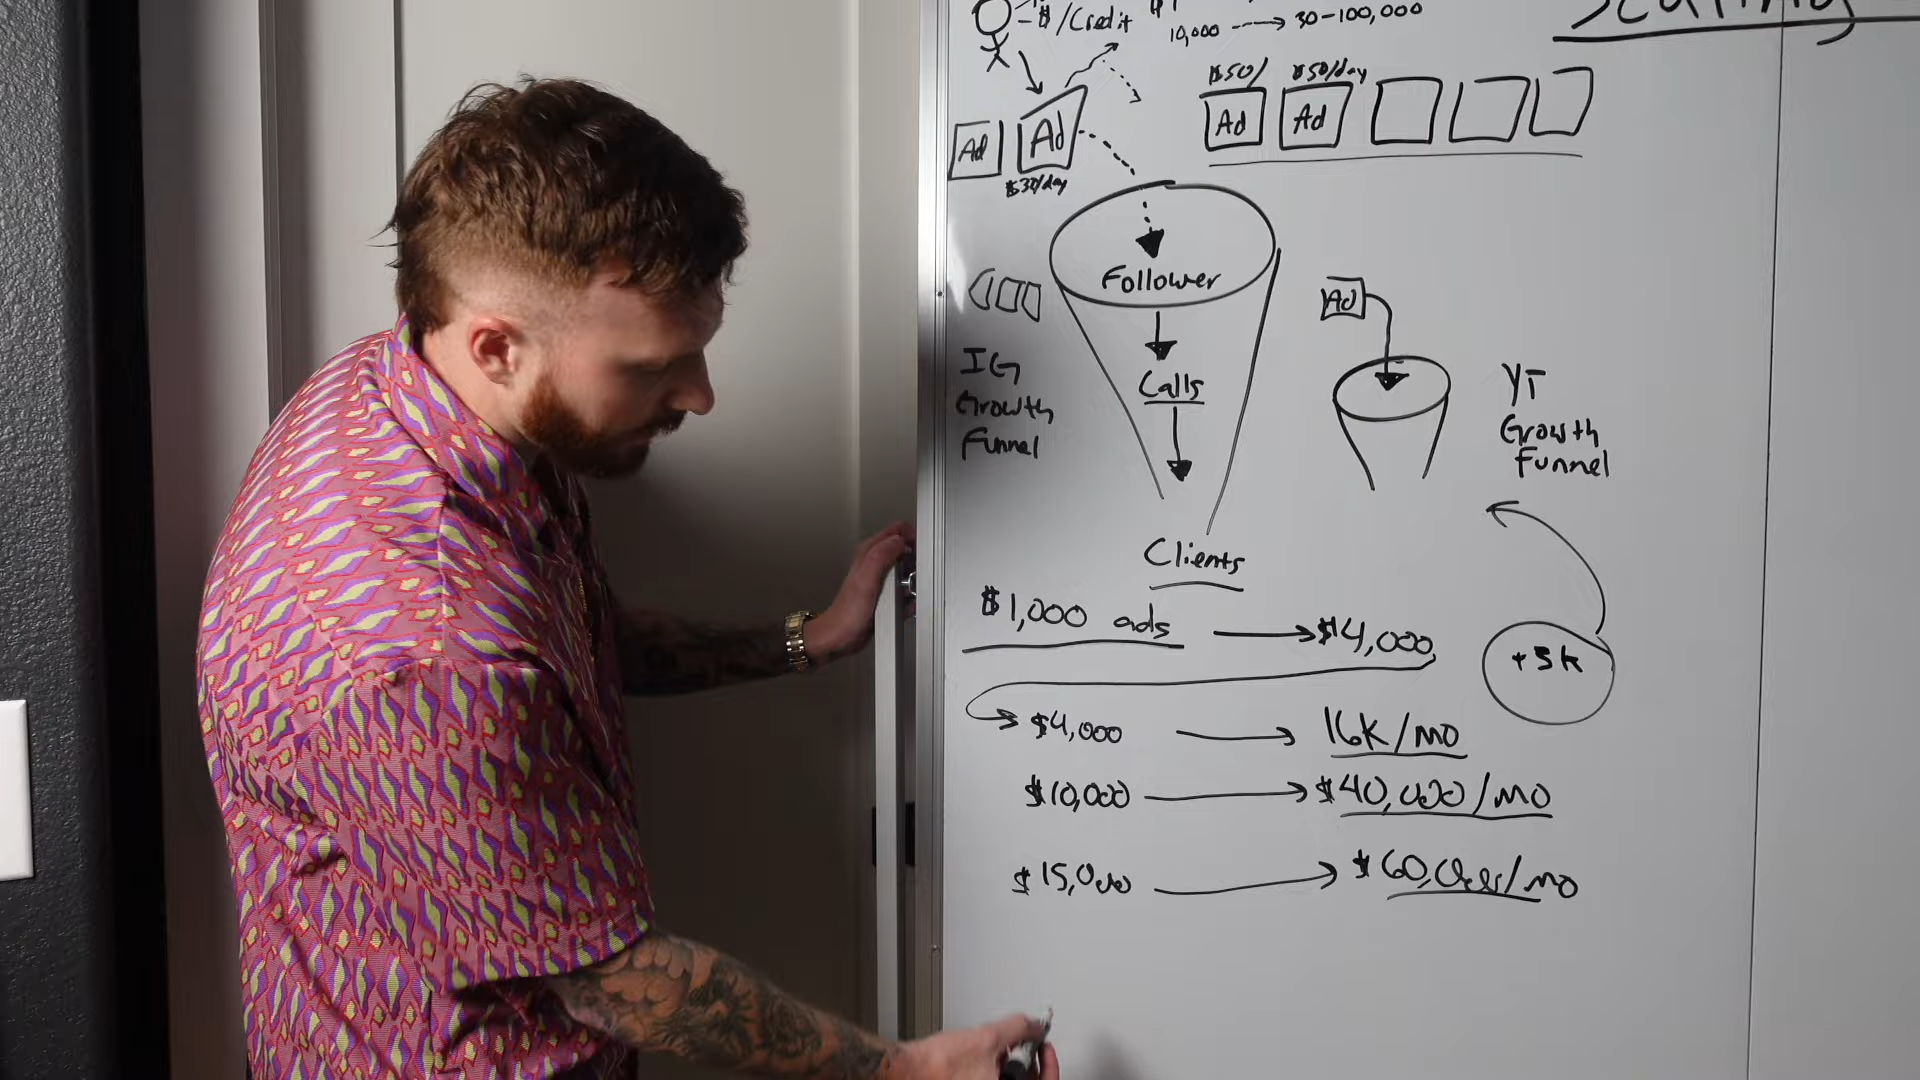 Scaling
- $/Credit
10,000 → 30-100,000
$50/ $50/day
Ad Ad
Ad Ad
$30/day
Follower
Ad
IG
Growth
Funnel
Calls
YT
Growth
Funnel
Clients
$1,000 ads → $4,000
+5k
→ $4,000 → 16K/mo
$10,000 → $40,000/mo
$15,000 → $60,000/mo